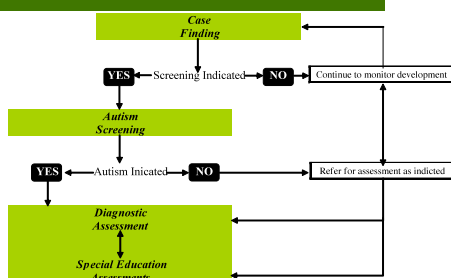 Case
Finding
YES
Screening Indicated
NO
Continue to monitor development
Autism
Screening
YES
Autism Inicated
NO
Refer for assessment as indicted
Diagnostic
Assessment
Special Education
Assessments